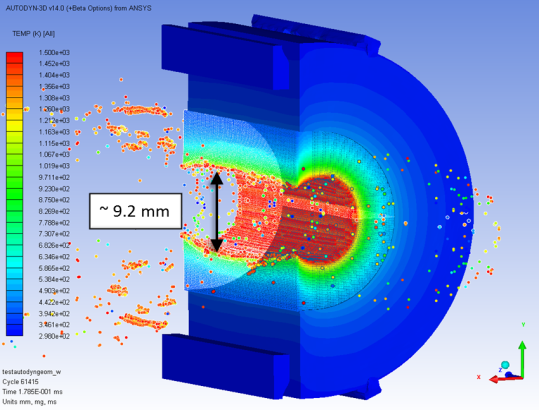 AUTODYN-3D v14.0 (+Beta Options) from ANSYS
TEMP (K) [All]
1.500e+03
1.452e+03
1.404e+03
1.356e+03
1.308e+03
1.260e+03
1.212e+03
1.163e+03
1.115e+03
1.067e+03
1.019e+03
9.711e+02
9.230e+02
8.750e+02
8.269e+02
7.788e+02
7.307e+02
6.826e+02
6.346e+02
5.865e+02
5.384e+02
4.903e+02
4.422e+02
3.942e+02
3.461e+02
2.980e+02
~ 9.2 mm
testautodyngeom_w
Cycle 61415
Time 1.785E-001 ms
Units mm, mg, ms
Y
X
Z